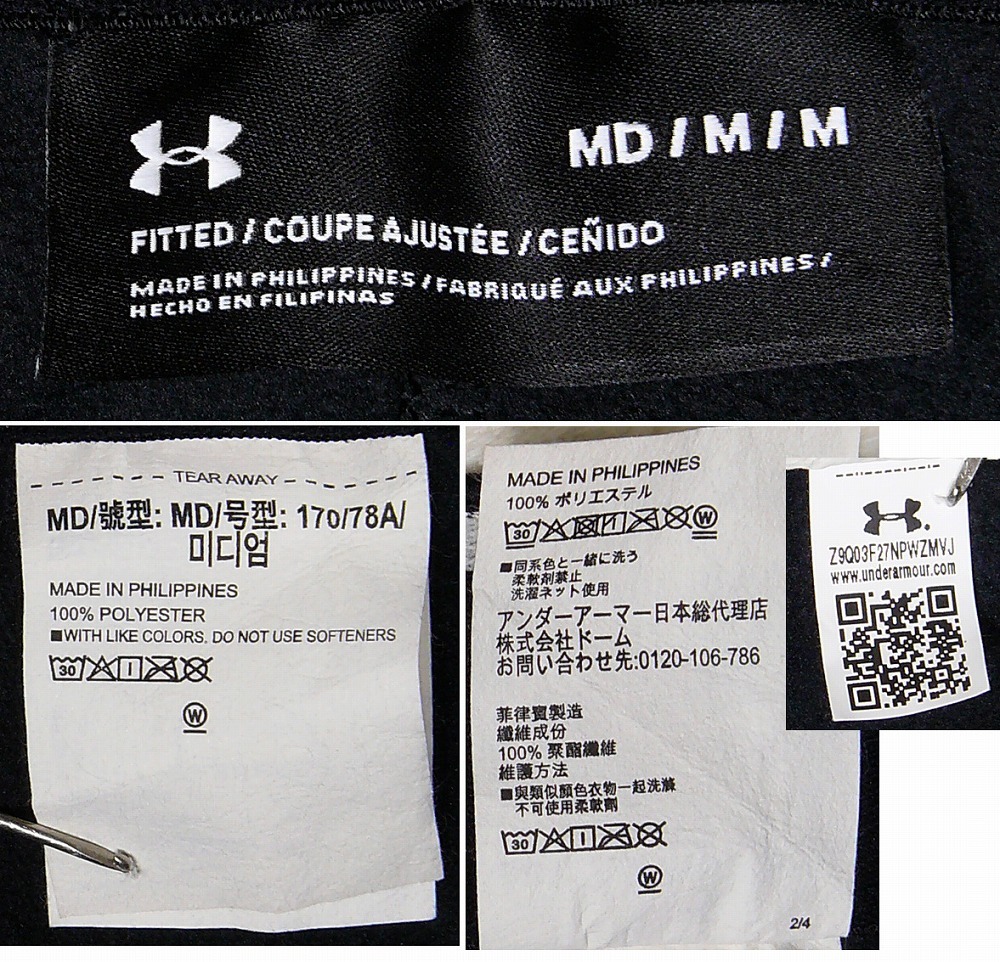 MD / M / M
FITTED / COUPE AJUSTÉE / CEÑIDO
MADE IN PHILIPPINES / FABRIQUÉ AUX PHILIPPINES /
HECHO EN FILIPINAS
TEAR AWAY
MD/號型: MD/号型: 170/78A/
미디엄
MADE IN PHILIPPINES
100% POLYESTER
■WITH LIKE COLORS. DO NOT USE SOFTENERS
30
W
MADE IN PHILIPPINES
100% ポリエステル
30 W
■同系色と一緒に洗う
柔軟剤禁止
洗濯ネット使用
アンダーアーマー日本総代理店
株式会社ドーム
お問い合わせ先:0120-106-786
菲律賓製造
纖維成份
100% 聚酯纖維
維護方法
■與類似顏色衣物一起洗滌
不可使用柔軟劑
30
W
2/4
Z9Q03F27NPWZMVJ
www.underarmour.com